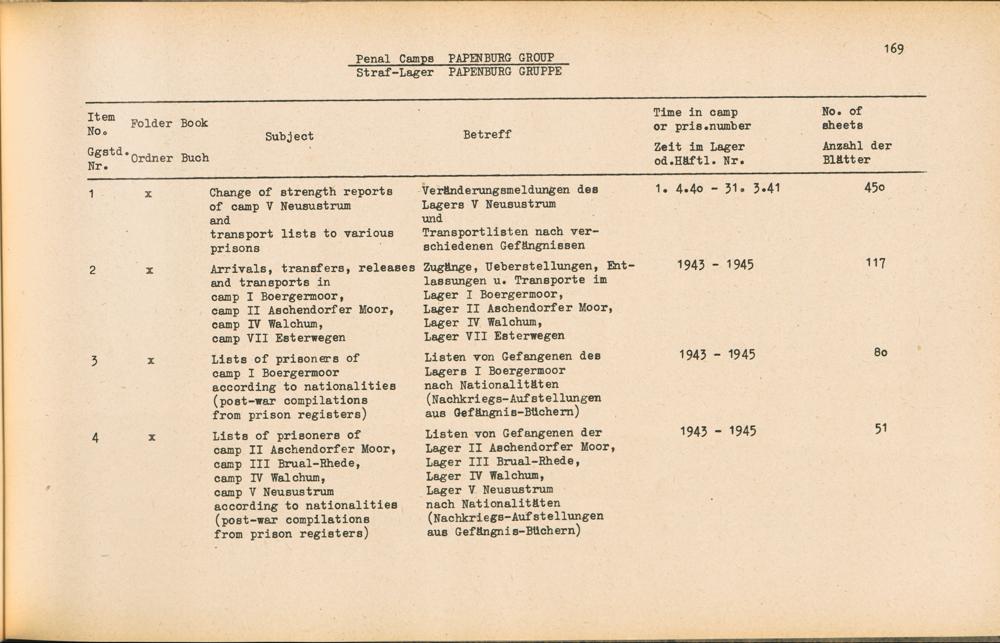 169
Penal Camps PAPENBURG GROUP
Straf-Lager PAPENBURG GRUPPE
Item No. Folder Book Subject Betreff Time in camp or pris.number No. of sheets
Ggstd. Nr. Ordner Buch Zeit im Lager od.Häftl. Nr. Anzahl der Blätter
1 x Change of strength reports Veränderungsmeldungen des 1. 4.40 - 31. 3.41 450
of camp V Neusustrum Lagers V Neusustrum
and und
transport lists to various Transportlisten nach ver-
prisons schiedenen Gefängnissen
2 x Arrivals, transfers, releases Zugänge, Ueberstellungen, Ent- 1943 - 1945 117
and transports in lassungen u. Transporte im
camp I Boergermoor, Lager I Boergermoor,
camp II Aschendorfer Moor, Lager II Aschendorfer Moor,
camp IV Walchum, Lager IV Walchum,
camp VII Esterwegen Lager VII Esterwegen
3 x Lists of prisoners of Listen von Gefangenen des 1943 - 1945 80
camp I Boergermoor Lagers I Boergermoor
according to nationalities nach Nationalitäten
(post-war compilations (Nachkriegs-Aufstellungen
from prison registers) aus Gefängnis-Büchern)
4 x Lists of prisoners of Listen von Gefangenen der 1943 - 1945 51
camp II Aschendorfer Moor, Lager II Aschendorfer Moor,
camp III Brual-Rhede, Lager III Brual-Rhede,
camp IV Walchum, Lager IV Walchum,
camp V Neusustrum Lager V Neusustrum
according to nationalities nach Nationalitäten
(post-war compilations (Nachkriegs-Aufstellungen
from prison registers) aus Gefängnis-Büchern)